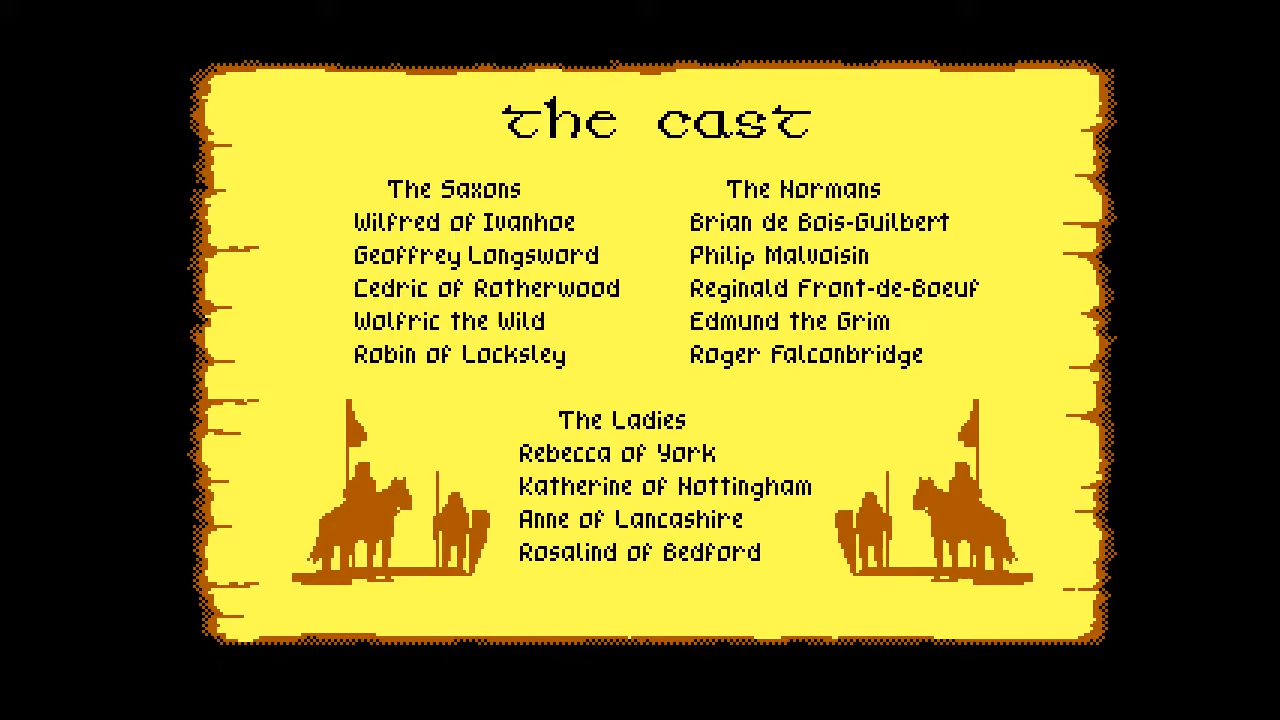 the cast
The Saxons
Wilfred of Ivanhoe
Geoffrey Longsword
Cedric of Rotherwood
Wolfric the Wild
Robin of Locksley
The Normans
Brian de Bois-Guilbert
Philip Malvoisin
Reginald Front-de-Boeuf
Edmund the Grim
Roger Falconbridge
The Ladies
Rebecca of York
Katherine of Nottingham
Anne of Lancashire
Rosalind of Bedford